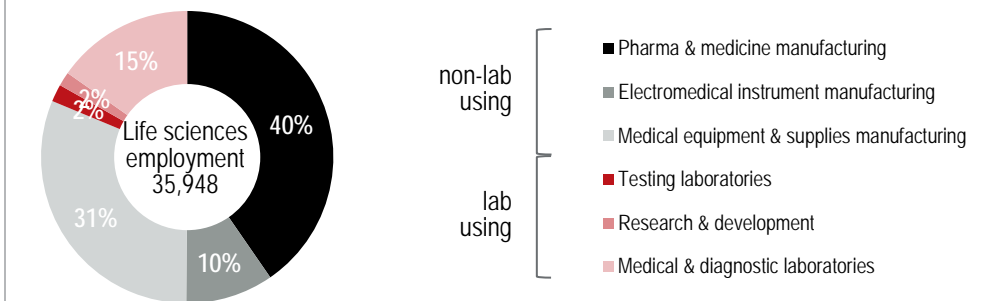 15%
2%
2%
40%
31%
10%
Life sciences
employment
35,948
non-lab
using
lab
using
Pharma & medicine manufacturing
Electromedical instrument manufacturing
Medical equipment & supplies manufacturing
Testing laboratories
Research & development
Medical & diagnostic laboratories